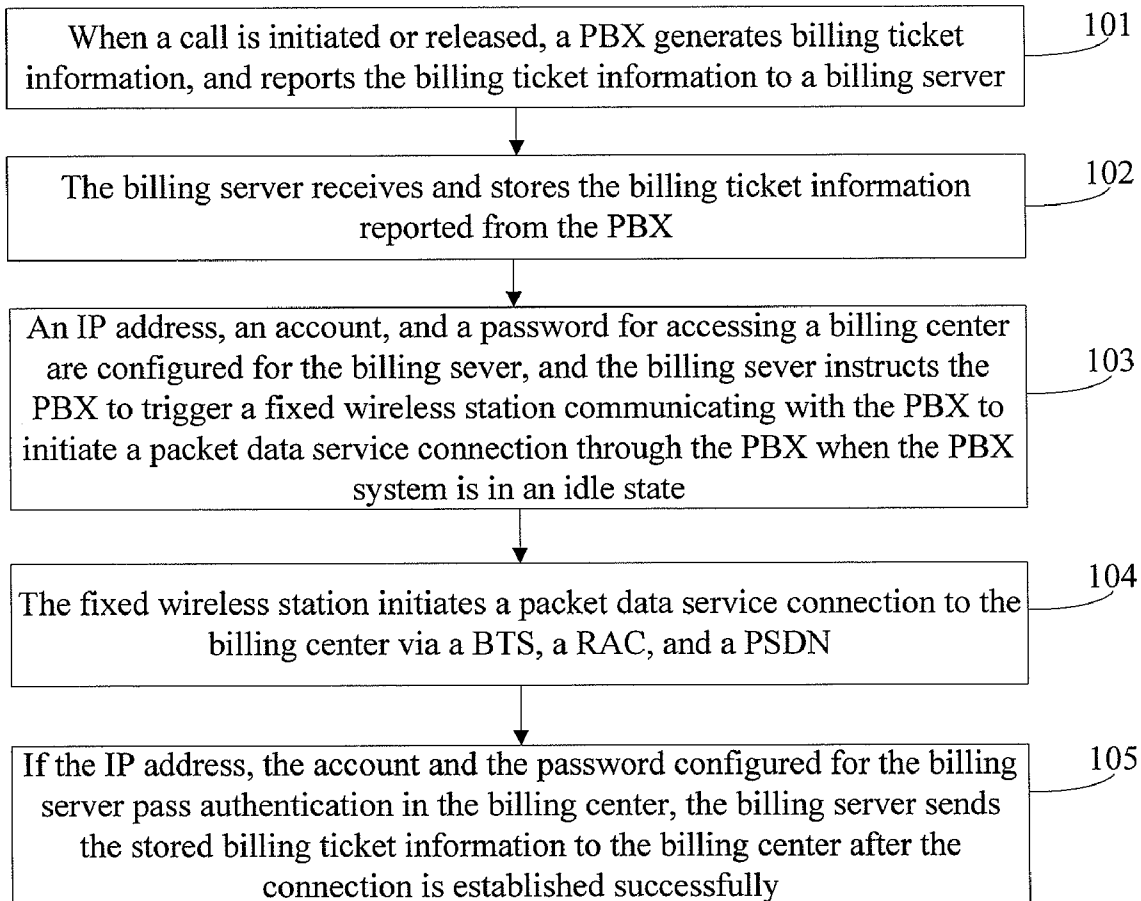 When a call is initiated or released, a PBX generates billing ticket
information, and reports the billing ticket information to a billing server
101
The billing server receives and stores the billing ticket information
reported from the PBX
102
An IP address, an account, and a password for accessing a billing center
are configured for the billing sever, and the billing sever instructs the
PBX to trigger a fixed wireless station communicating with the PBX to
initiate a packet data service connection through the PBX when the PBX
system is in an idle state
103
The fixed wireless station initiates a packet data service connection to the
billing center via a BTS, a RAC, and a PSDN
104
If the IP address, the account and the password configured for the billing
server pass authentication in the billing center, the billing server sends
the stored billing ticket information to the billing center after the
connection is established successfully
105